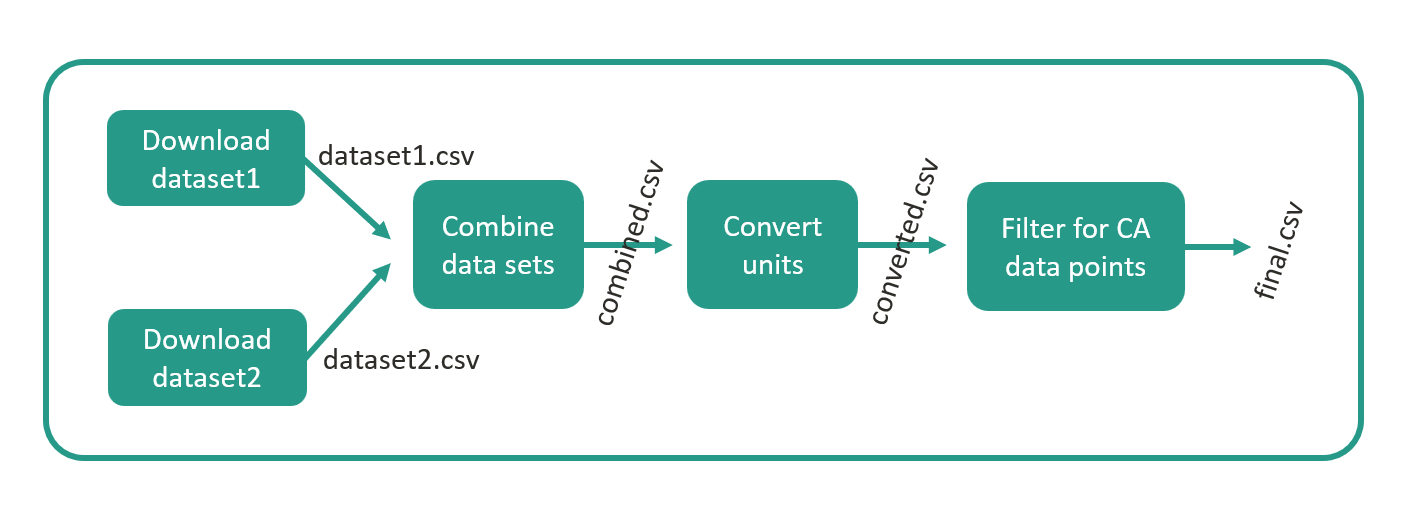 Download
dataset1
dataset1.csv
Download
dataset2
dataset2.csv
Combine
data sets
combined.csv
Convert
units
converted.csv
Filter for CA
data points
final.csv